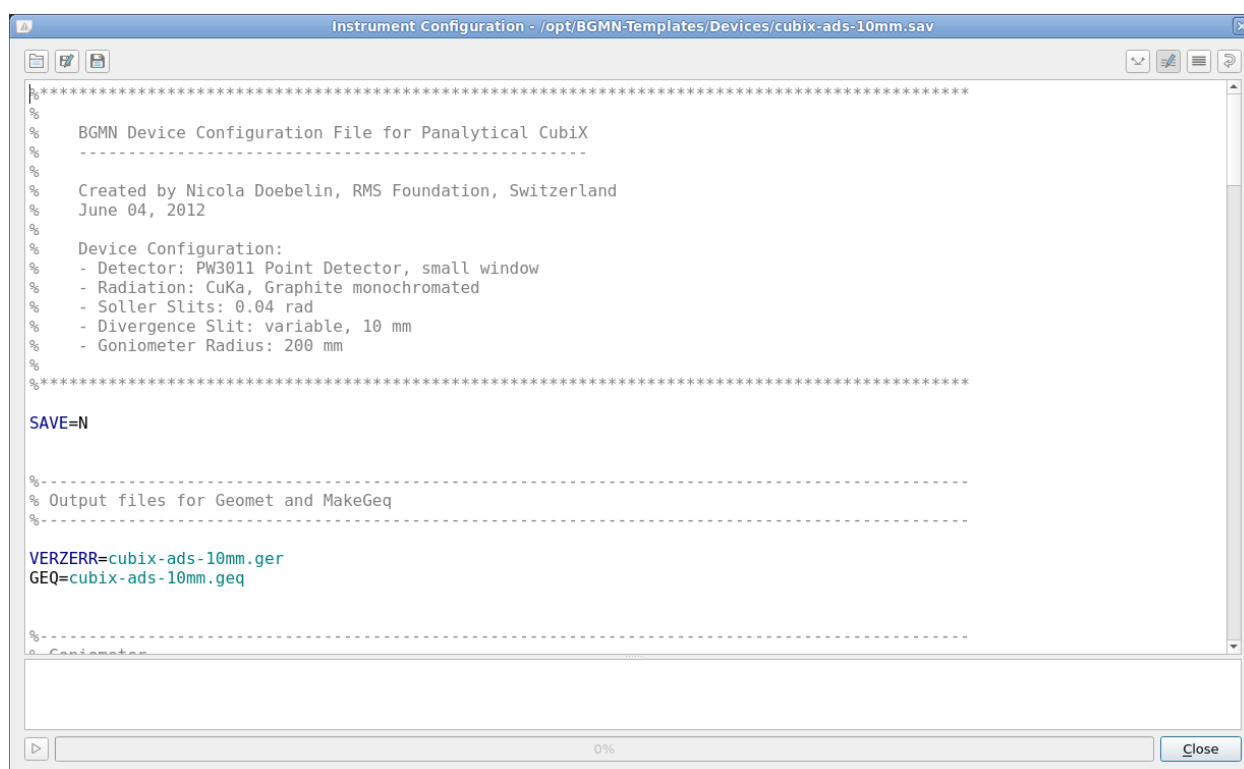 Instrument Configuration - /opt/BGMN-Templates/Devices/cubix-ads-10mm.sav
%***********************************************************************************************
%
%    BGMN Device Configuration File for Panalytical CubiX
%    ----------------------------------------------------
%
%    Created by Nicola Doebelin, RMS Foundation, Switzerland
%    June 04, 2012
%
%    Device Configuration:
%    - Detector: PW3011 Point Detector, small window
%    - Radiation: CuKa, Graphite monochromated
%    - Soller Slits: 0.04 rad
%    - Divergence Slit: variable, 10 mm
%    - Goniometer Radius: 200 mm
%
%***********************************************************************************************
SAVE=N
%-----------------------------------------------------------------------------------------------
% Output files for Geomet and MakeGeq
%-----------------------------------------------------------------------------------------------
VERZERR=cubix-ads-10mm.ger
GEQ=cubix-ads-10mm.geq
%-----------------------------------------------------------------------------------------------
% Goniometer
0%
Close